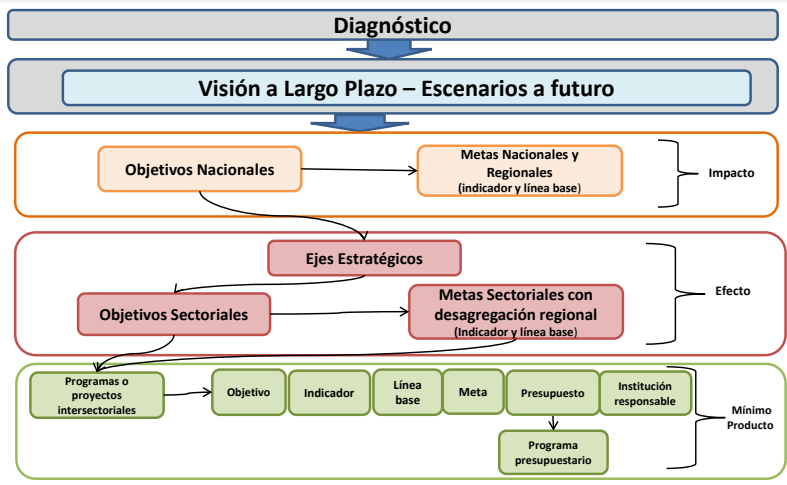 Diagnóstico
Visión a Largo Plazo – Escenarios a futuro
Objetivos Nacionales
Metas Nacionales y
Regionales
(indicador y línea base)
Impacto
Ejes Estratégicos
Objetivos Sectoriales
Metas Sectoriales con
desagregación regional
(Indicador y línea base)
Efecto
Programas o
proyectos
intersectoriales
Objetivo
Indicador
Línea
base
Meta
Presupuesto
Institución
responsable
Programa
presupuestario
Mínimo
Producto